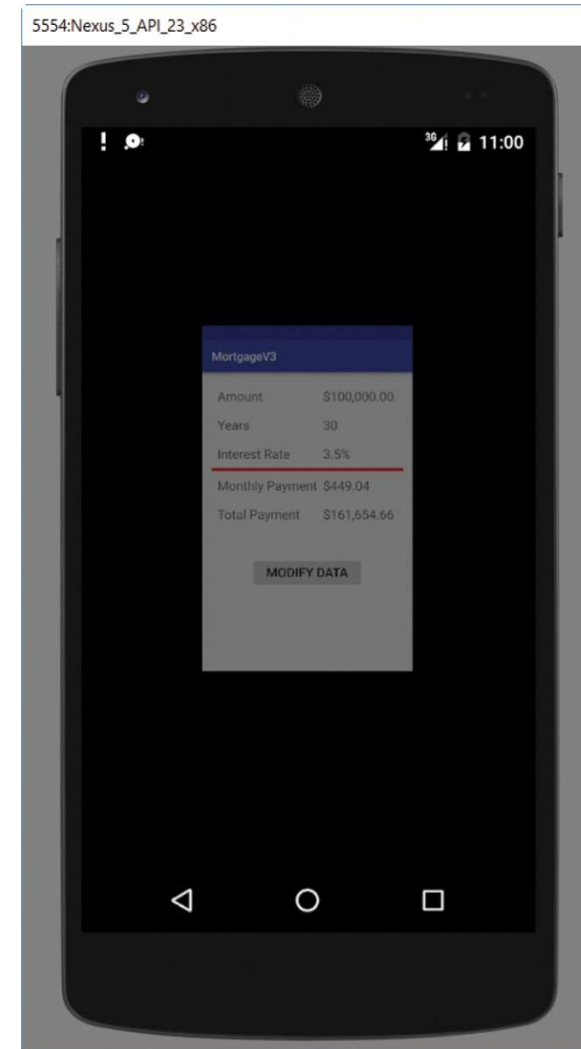 5554:Nexus_5_API_23_x86
3G 11:00
MortgageV3
Amount $100,000.00
Years 30
Interest Rate 3.5%
Monthly Payment $449.04
Total Payment $161,654.66
MODIFY DATA